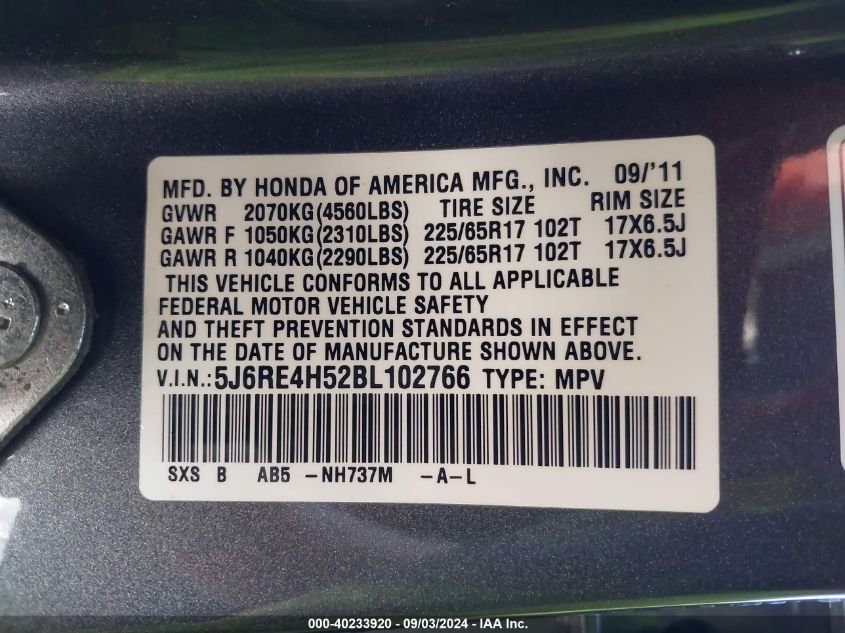 MFD. BY HONDA OF AMERICA MFG., INC. 09/'11
GVWR 2070KG(4560LBS) TIRE SIZE RIM SIZE
GAWR F 1050KG(2310LBS) 225/65R17 102T 17X6.5J
GAWR R 1040KG(2290LBS) 225/65R17 102T 17X6.5J
THIS VEHICLE CONFORMS TO ALL APPLICABLE
FEDERAL MOTOR VEHICLE SAFETY
AND THEFT PREVENTION STANDARDS IN EFFECT
ON THE DATE OF MANUFACTURE SHOWN ABOVE.
V.I.N.:5J6RE4H52BL102766 TYPE: MPV
SXS B AB5 -NH737M -A-L
000-40233920 - 09/03/2024 - IAA Inc.